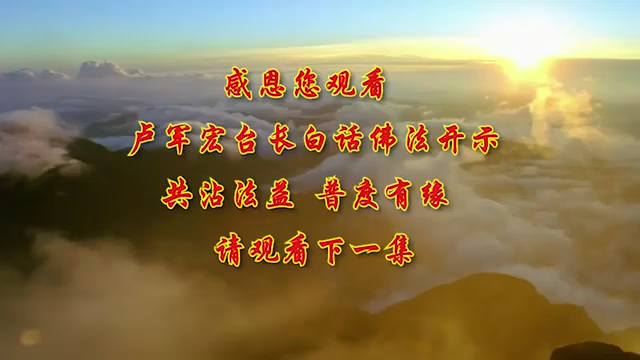 感恩您观看
卢军宏台长白话佛法开示
共沾法益 普度有缘
请观看下一集